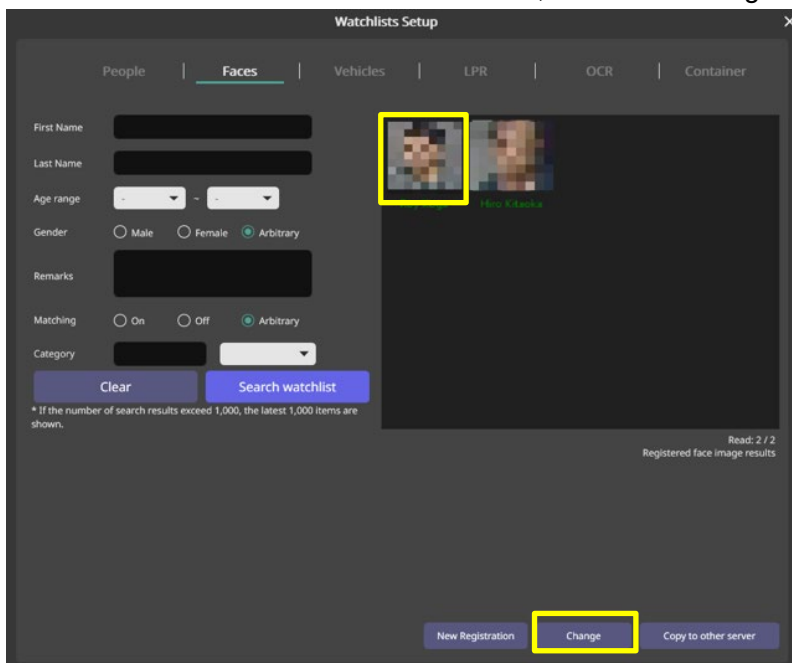 Watchlists Setup
People | Faces | Vehicles | LPR | OCR | Container
First Name
Last Name
Age range - ~ -
Gender Male Female Arbitrary
Remarks
Matching On Off Arbitrary
Category
Clear Search watchlist
* If the number of search results exceed 1,000, the latest 1,000 items are
shown.
Hiro Kitaoka
Read: 2 / 2
Registered face image results
New Registration Change Copy to other server